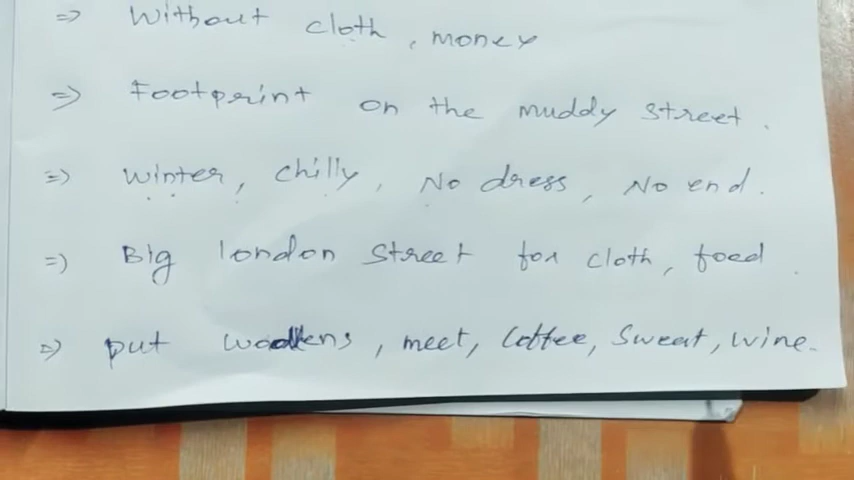 ⇒ Without cloth, money
⇒ Footprint on the muddy street.
⇒ Winter, chilly, No dress, No end.
⇒ Big london street for cloth, food
⇒ put woolens, meet, Coffee, Sweat, Wine.